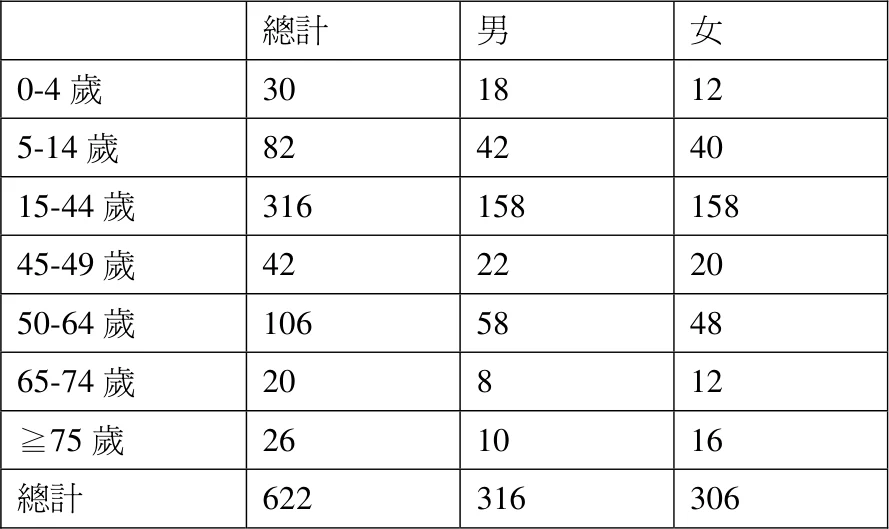 總計 男 女
0-4 歲 30 18 12
5-14 歲 82 42 40
15-44 歲 316 158 158
45-49 歲 42 22 20
50-64 歲 106 58 48
65-74 歲 20 8 12
≧75 歲 26 10 16
總計 622 316 306